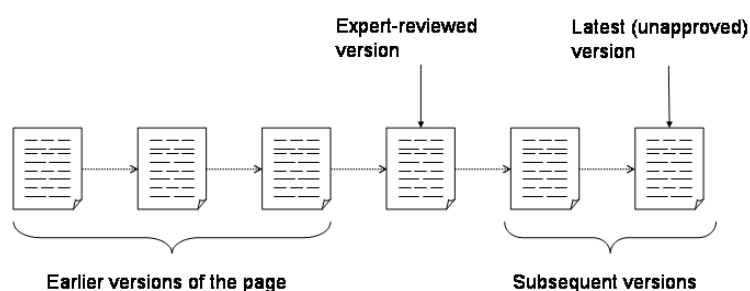 Expert-reviewed
version
Latest (unapproved)
version
Earlier versions of the page
Subsequent versions